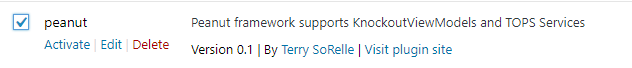 peanut
Peanut framework supports KnockoutViewModels and TOPS Services
Activate | Edit | Delete
Version 0.1 | By Terry SoRelle | Visit plugin site